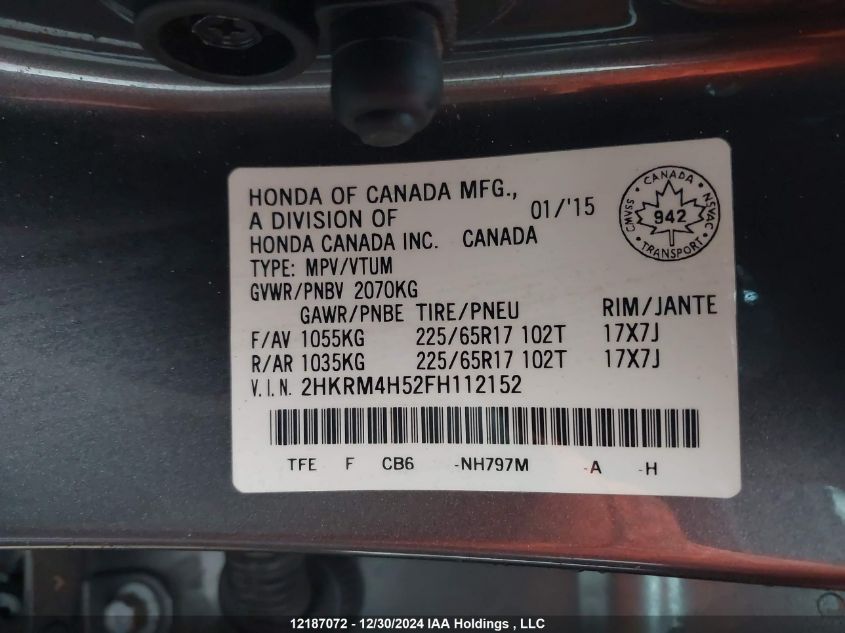 HONDA OF CANADA MFG.,
A DIVISION OF
HONDA CANADA INC. CANADA
01/'15
CANADA
CMVSS
942
NSVAC
TRANSPORT
TYPE: MPV/VTUM
GVWR/PNBV 2070KG
GAWR/PNBE TIRE/PNEU RIM/JANTE
F/AV 1055KG 225/65R17 102T 17X7J
R/AR 1035KG 225/65R17 102T 17X7J
V.I.N. 2HKRM4H52FH112152
TFE F CB6 -NH797M -A -H
12187072 - 12/30/2024 IAA Holdings , LLC